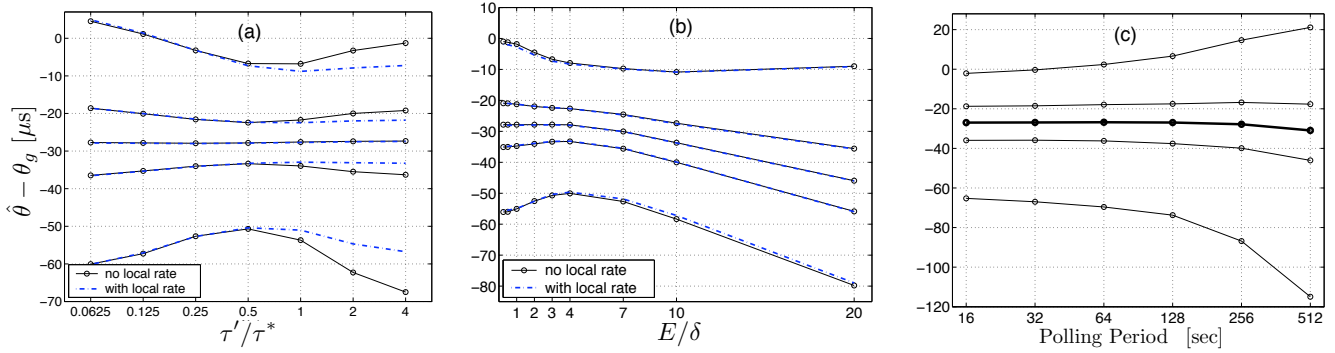 (a)
0
−10
−20
−30
−40
−50
−60
−70
θ̂ − θ_g [μs]
no local rate
with local rate
0.0625 0.125 0.25 0.5 1 2 4
τ′/τ*
(b)
10
0
−10
−20
−30
−40
−50
−60
−70
−80
no local rate
with local rate
1 2 3 4 7 10 20
E/δ
(c)
20
0
−20
−40
−60
−80
−100
−120
16 32 64 128 256 512
Polling Period [sec]